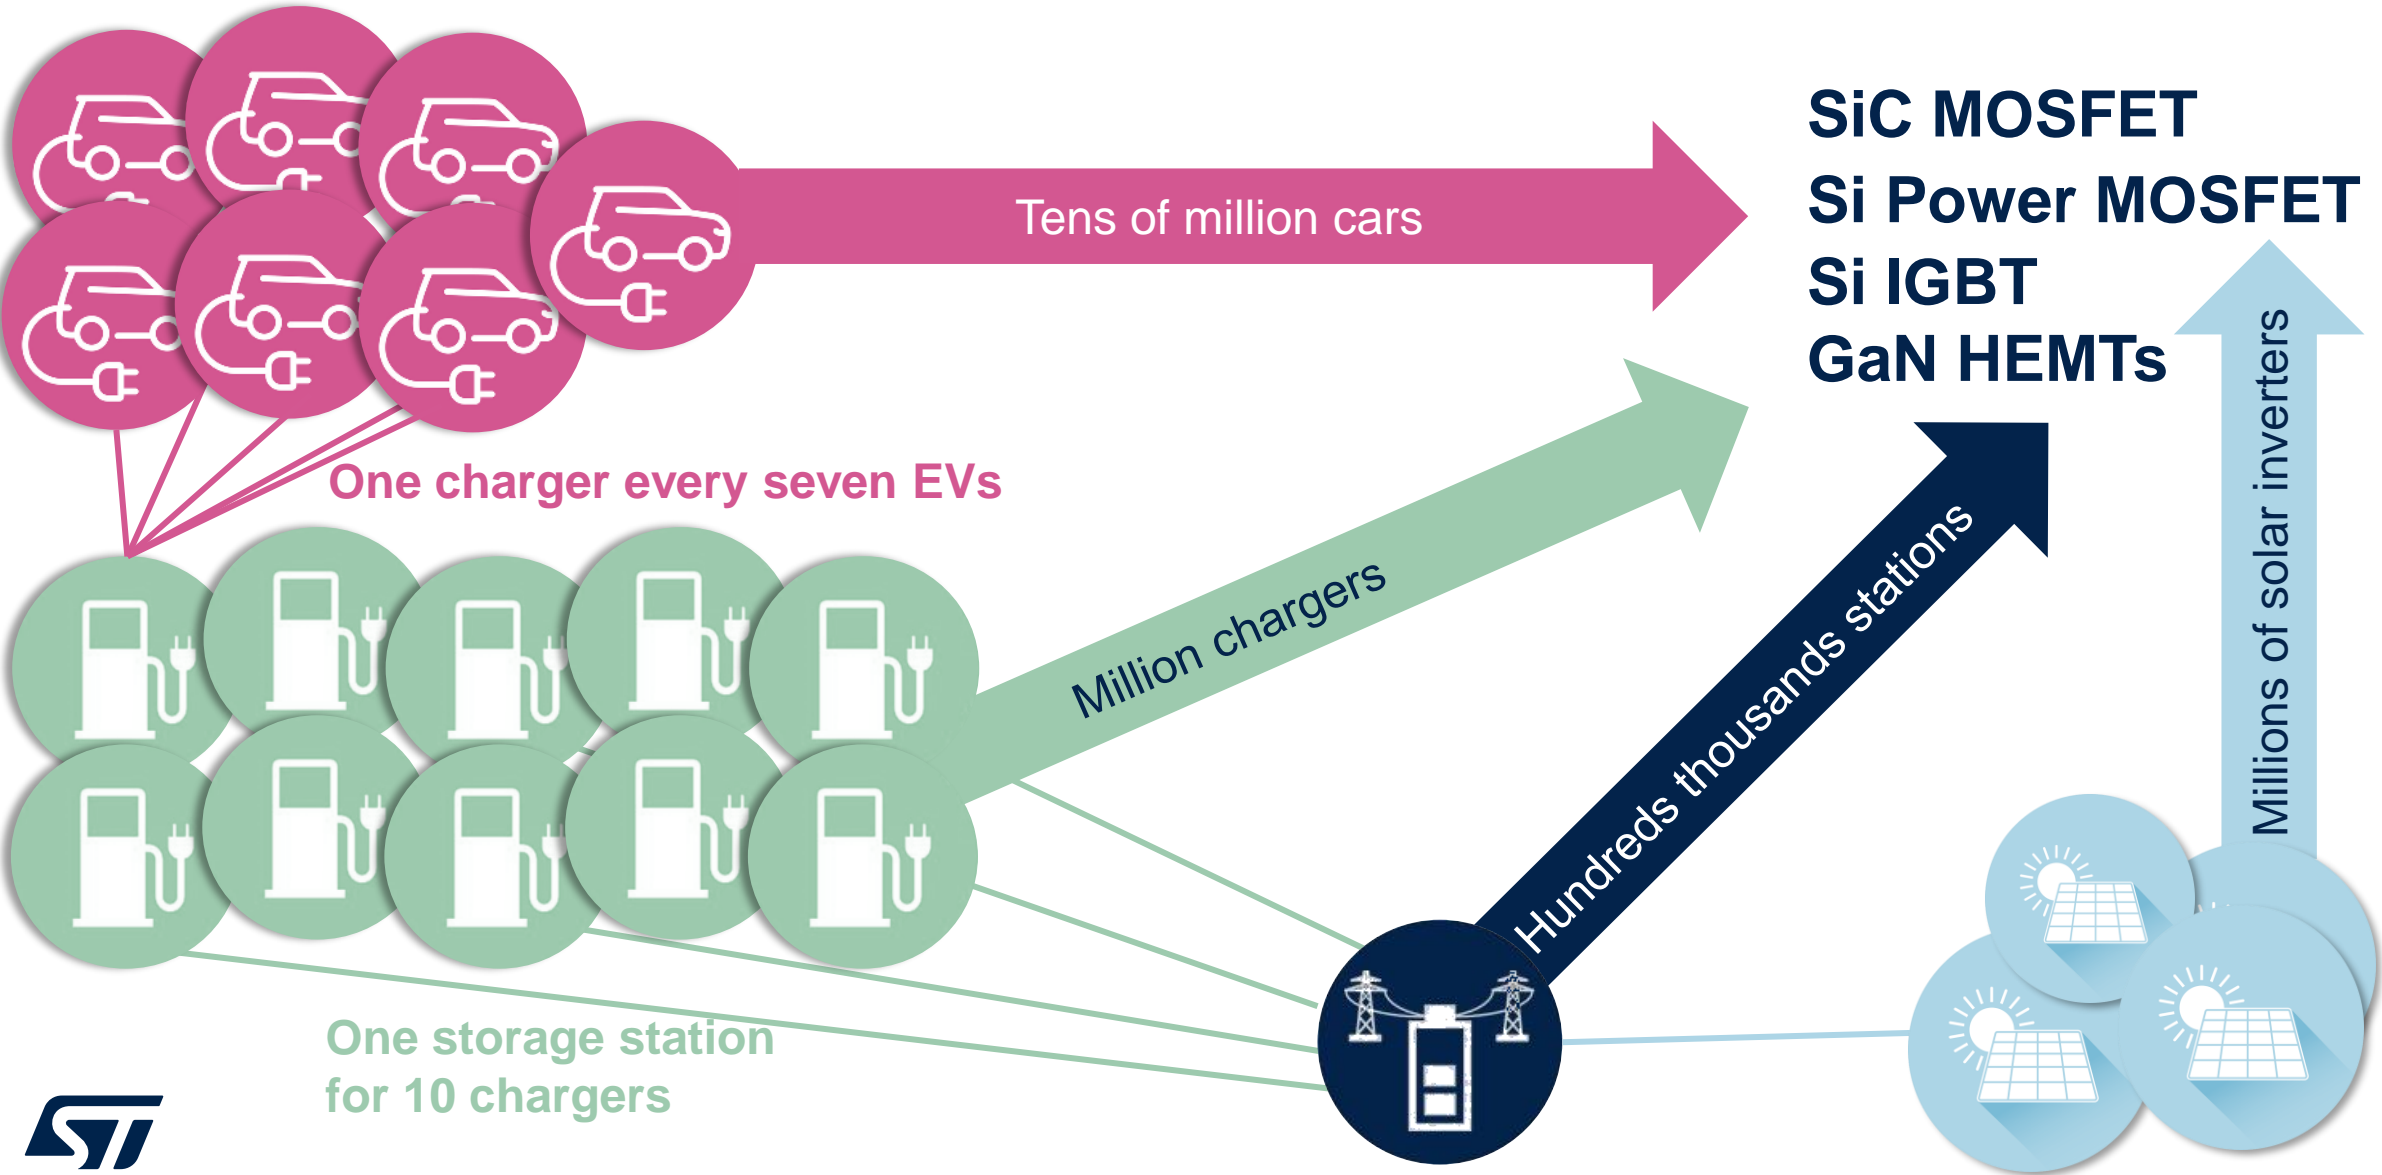 Tens of million cars
SiC MOSFET
Si Power MOSFET
Si IGBT
GaN HEMTs
One charger every seven EVs
Million chargers
Hundreds thousands stations
Millions of solar inverters
One storage station
for 10 chargers
ST